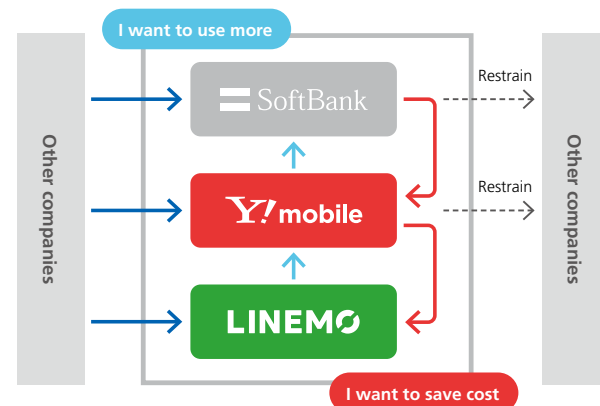 I want to use more
Other companies
SoftBank
Restrain
Y! mobile
Restrain
LINEMO
Other companies
I want to save cost